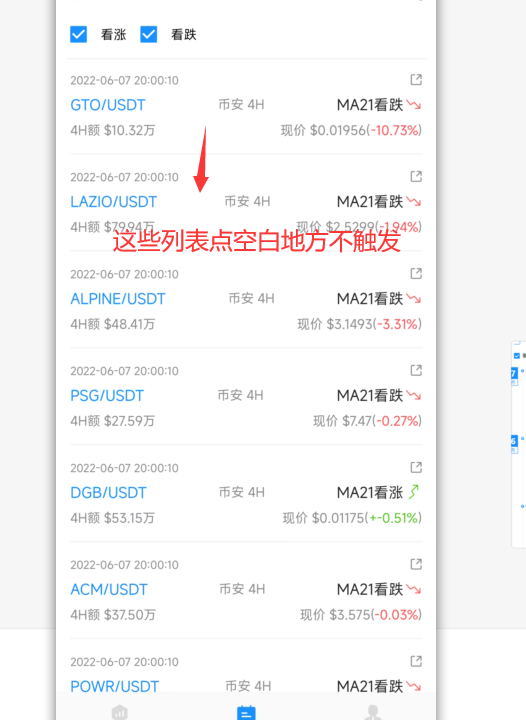 看涨 看跌
2022-06-07 20:00:10
GTO/USDT 币安 4H MA21看跌
4H额 $10.32万 现价 $0.01956(-10.73%)
2022-06-07 20:00:10
LAZIO/USDT 币安 4H MA21看跌
4H额 $79.94万 现价 $2.5299(-1.94%)
这些列表点空白地方不触发
2022-06-07 20:00:10
ALPINE/USDT 币安 4H MA21看跌
4H额 $48.41万 现价 $3.1493(-3.31%)
2022-06-07 20:00:10
PSG/USDT 币安 4H MA21看跌
4H额 $27.59万 现价 $7.47(-0.27%)
2022-06-07 20:00:10
DGB/USDT 币安 4H MA21看涨
4H额 $53.15万 现价 $0.01175(+-0.51%)
2022-06-07 20:00:10
ACM/USDT 币安 4H MA21看跌
4H额 $37.50万 现价 $3.575(-0.03%)
2022-06-07 20:00:10
POWR/USDT 币安 4H MA21看跌